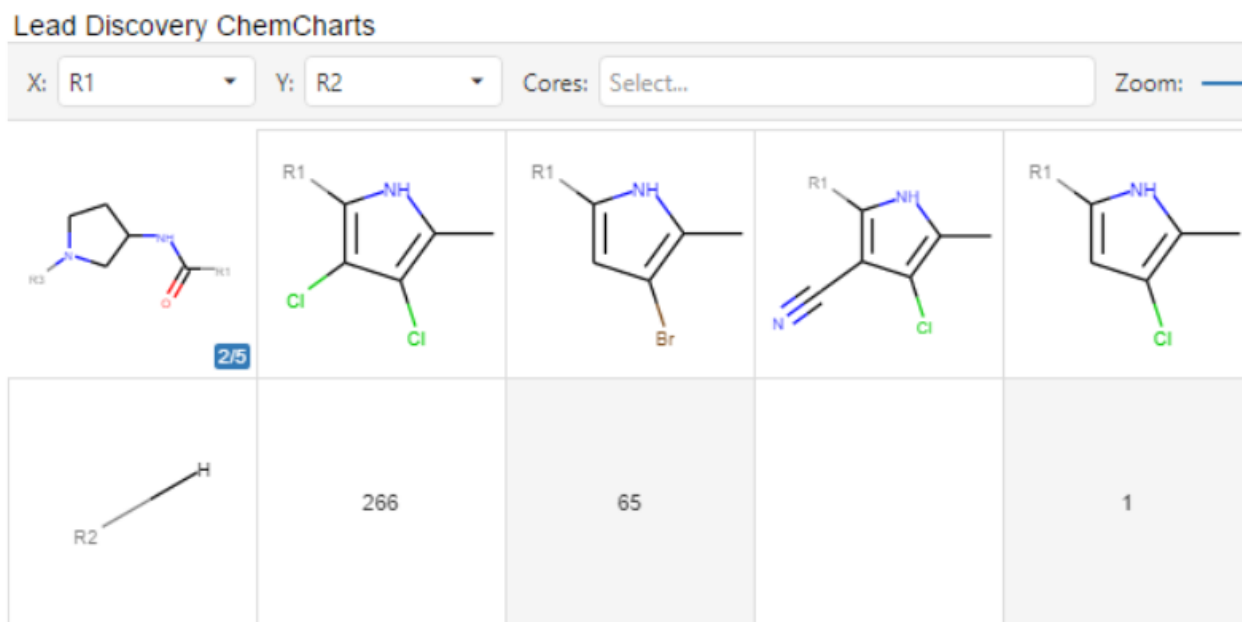 Lead Discovery ChemCharts
X: R1 Y: R2 Cores: Select... Zoom:
R1 NH Cl Cl
R1 NH Br
R1 NH N Cl
R1 NH Cl
N NH R3 R1 O
2/5
H
R2
266 65 1